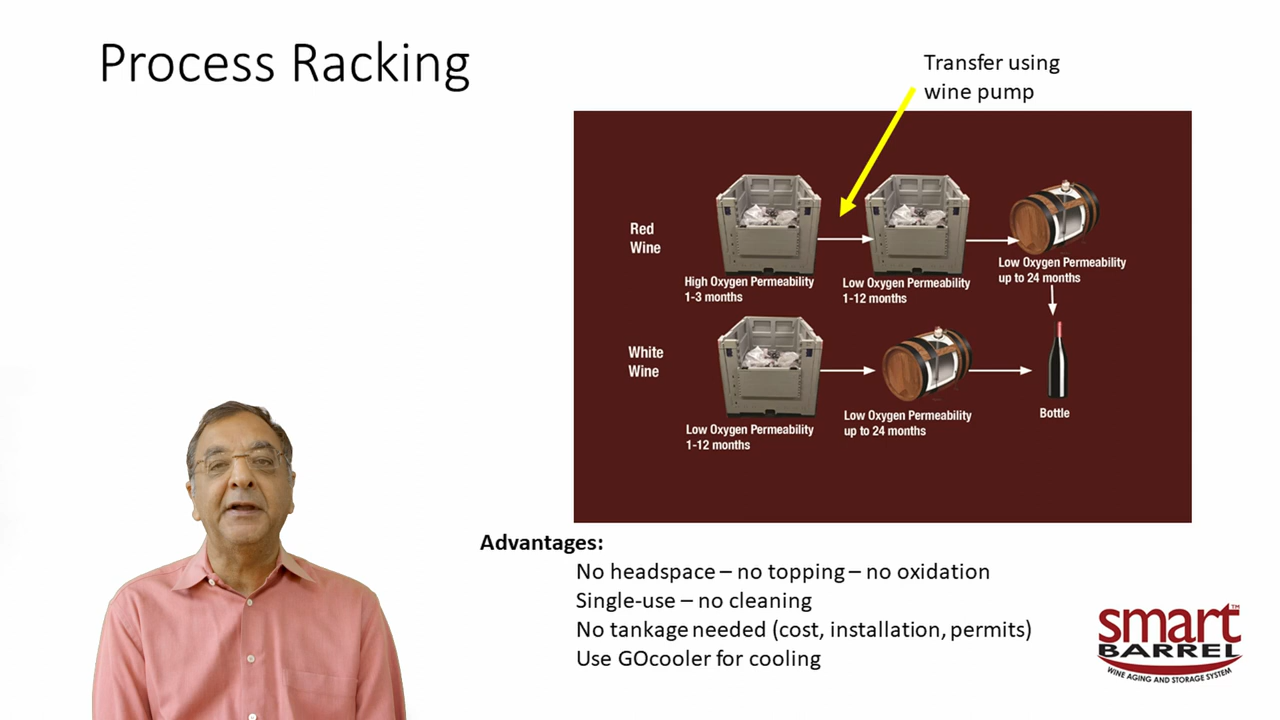 Process Racking
Transfer using
wine pump
Red
Wine
High Oxygen Permeability
1-3 months
Low Oxygen Permeability
1-12 months
Low Oxygen Permeability
up to 24 months
White
Wine
Low Oxygen Permeability
1-12 months
Low Oxygen Permeability
up to 24 months
Bottle
Advantages:
No headspace – no topping – no oxidation
Single-use – no cleaning
No tankage needed (cost, installation, permits)
Use GOcooler for cooling
smart™
BARREL
WINE AGING AND STORAGE SYSTEM